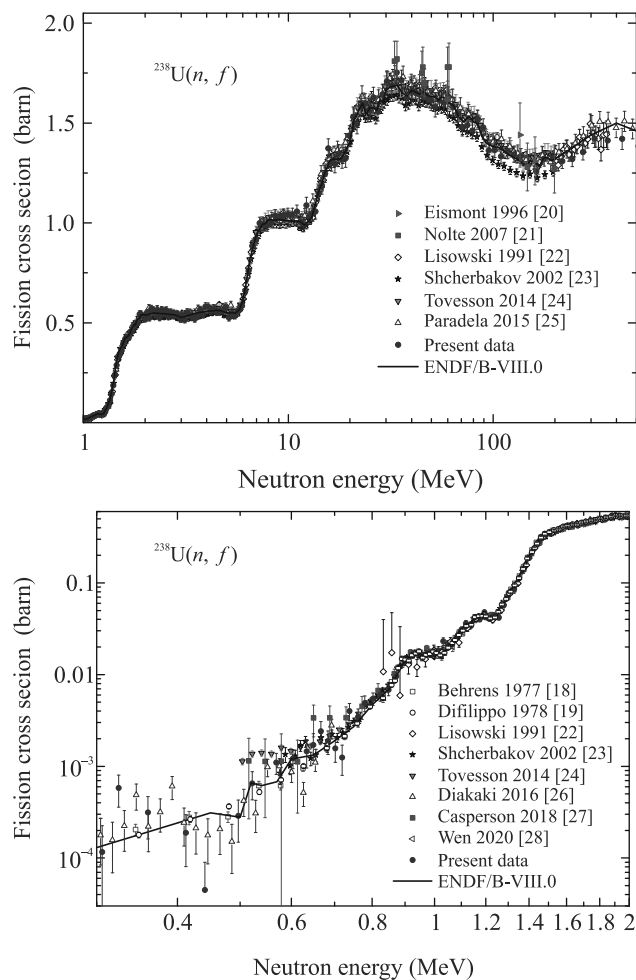 2.0
²³⁸U(n, f)
1.5
1.0
0.5
Fission cross secion (barn)
Eismont 1996 [20]
Nolte 2007 [21]
Lisowski 1991 [22]
Shcherbakov 2002 [23]
Tovesson 2014 [24]
Paradela 2015 [25]
Present data
ENDF/B-VIII.0
1 10 100
Neutron energy (MeV)
²³⁸U(n, f)
0.1
0.01
10⁻³
10⁻⁴
Fission cross secion (barn)
Behrens 1977 [18]
Difilippo 1978 [19]
Lisowski 1991 [22]
Shcherbakov 2002 [23]
Tovesson 2014 [24]
Diakaki 2016 [26]
Casperson 2018 [27]
Wen 2020 [28]
Present data
ENDF/B-VIII.0
0.4 0.6 0.8 1 1.2 1.4 1.6 1.8 2
Neutron energy (MeV)